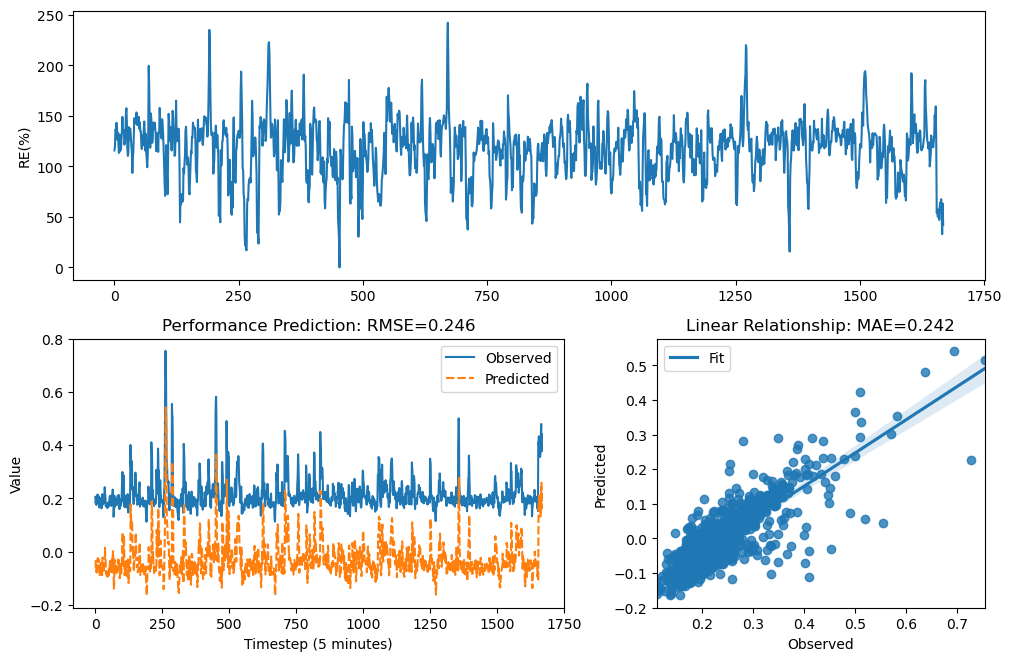 250
200
150
100
50
0
RE(%)
0 250 500 750 1000 1250 1500 1750
Performance Prediction: RMSE=0.246
0.8
0.6
0.4
0.2
0.0
−0.2
Value
Observed
Predicted
0 250 500 750 1000 1250 1500 1750
Timestep (5 minutes)
Linear Relationship: MAE=0.242
Fit
0.5
0.4
0.3
0.2
0.1
0.0
−0.1
−0.2
Predicted
0.2 0.3 0.4 0.5 0.6 0.7
Observed